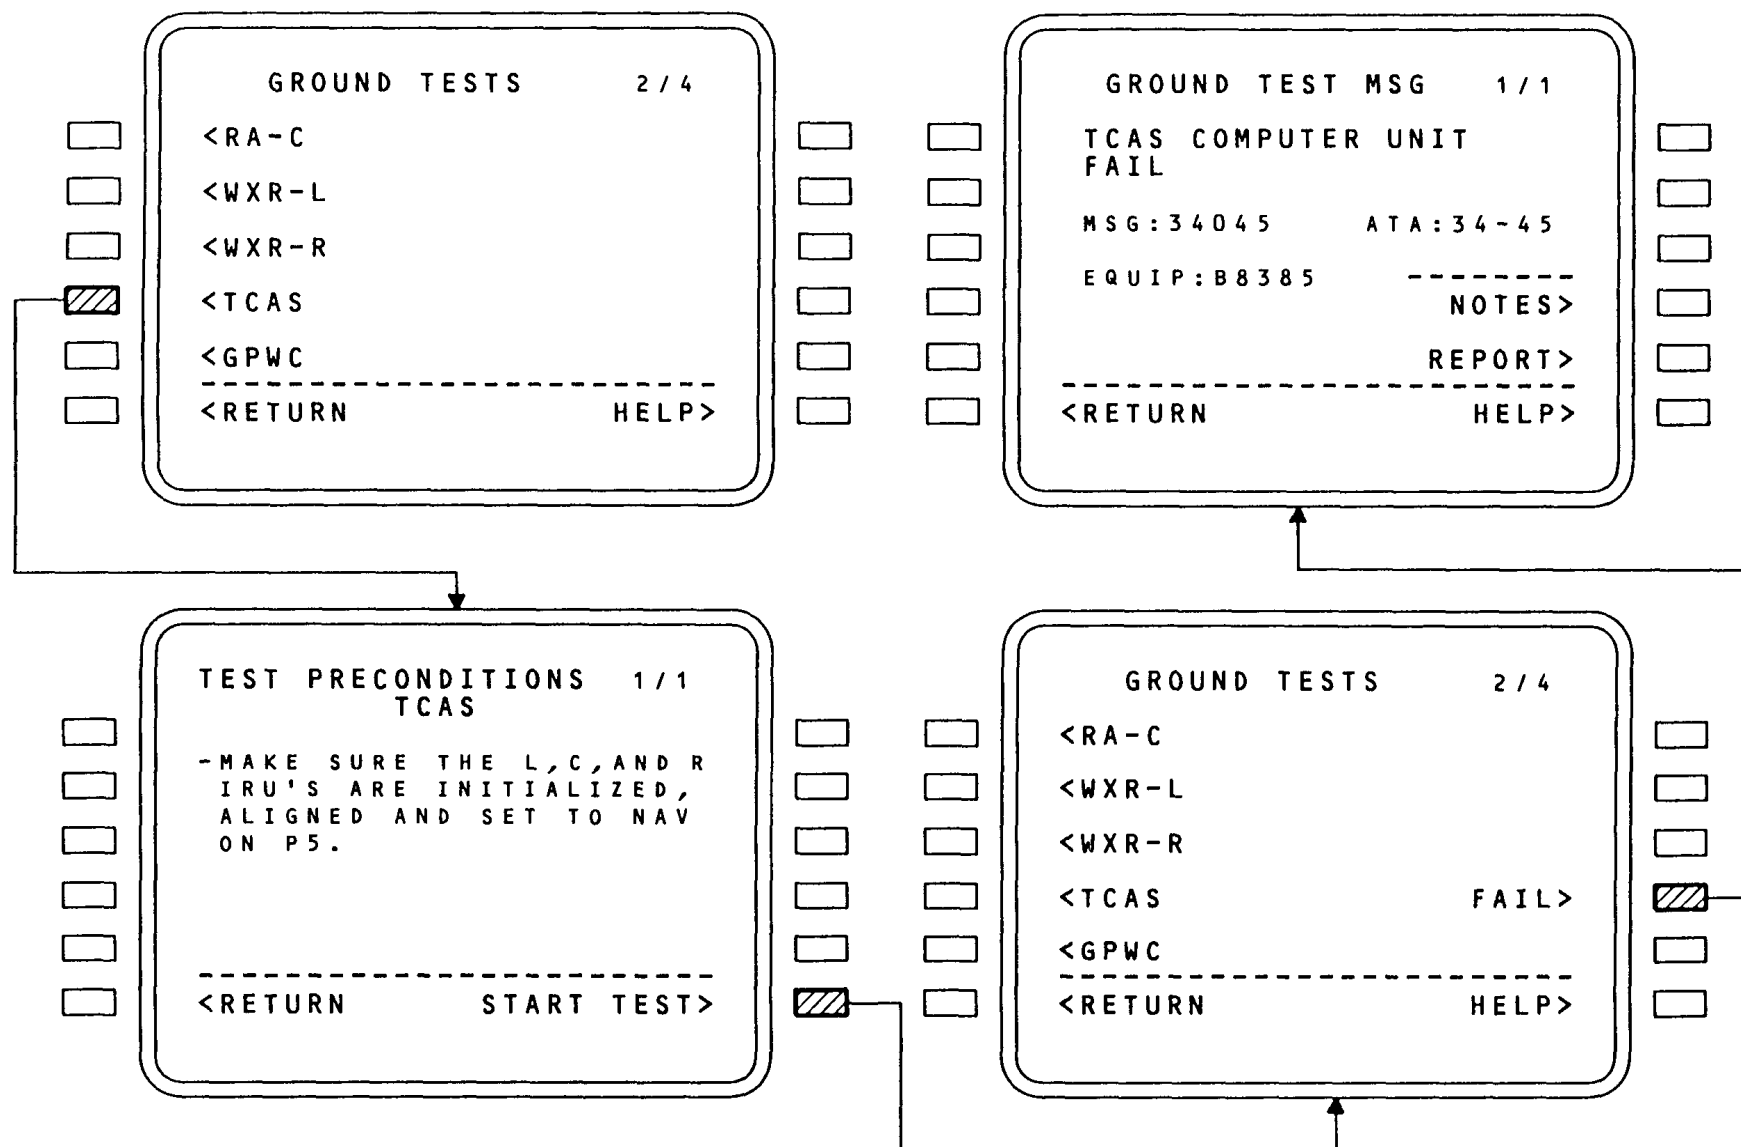 GROUND TESTS 2/4
<RA-C
<WXR-L
<WXR-R
<TCAS
<GPWC
<RETURN HELP>
GROUND TEST MSG 1/1
TCAS COMPUTER UNIT
FAIL
MSG:34045 ATA:34-45
EQUIP:B8385
NOTES>
REPORT>
<RETURN HELP>
TEST PRECONDITIONS 1/1
TCAS
-MAKE SURE THE L,C,AND R
IRU'S ARE INITIALIZED,
ALIGNED AND SET TO NAV
ON P5.
<RETURN START TEST>
GROUND TESTS 2/4
<RA-C
<WXR-L
<WXR-R
<TCAS FAIL>
<GPWC
<RETURN HELP>